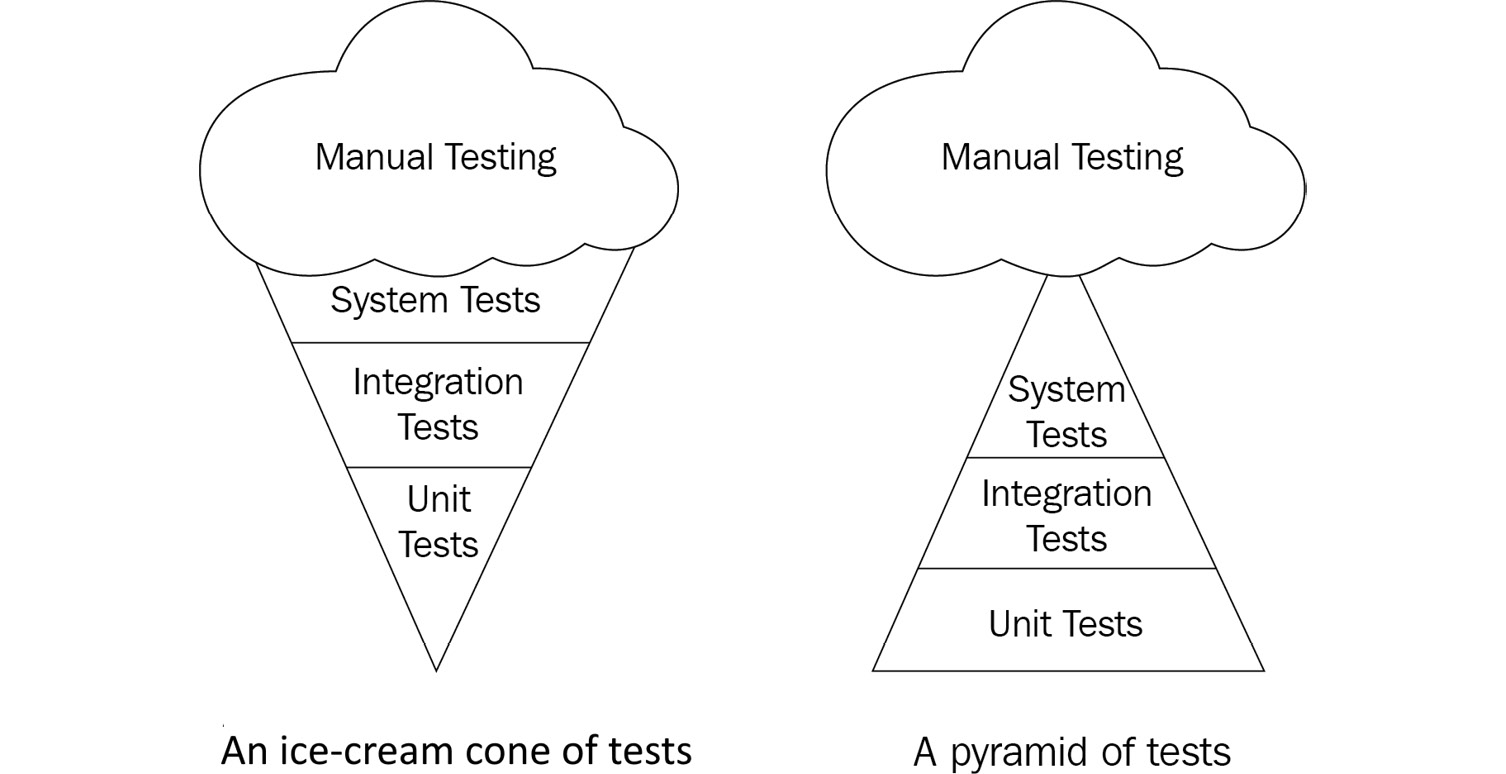 Manual Testing
System Tests
Integration
Tests
Unit
Tests
An ice-cream cone of tests
Manual Testing
System
Tests
Integration
Tests
Unit Tests
A pyramid of tests